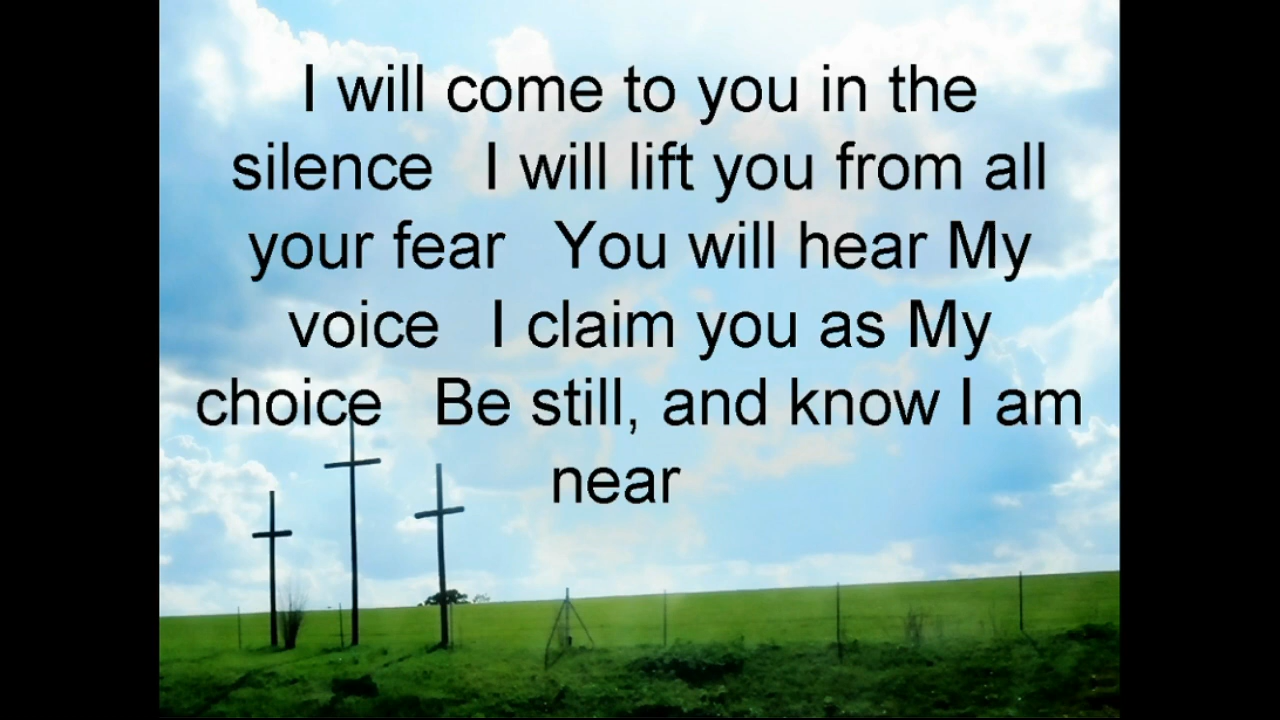 I will come to you in the
silence I will lift you from all
your fear You will hear My
voice I claim you as My
choice Be still, and know I am
near